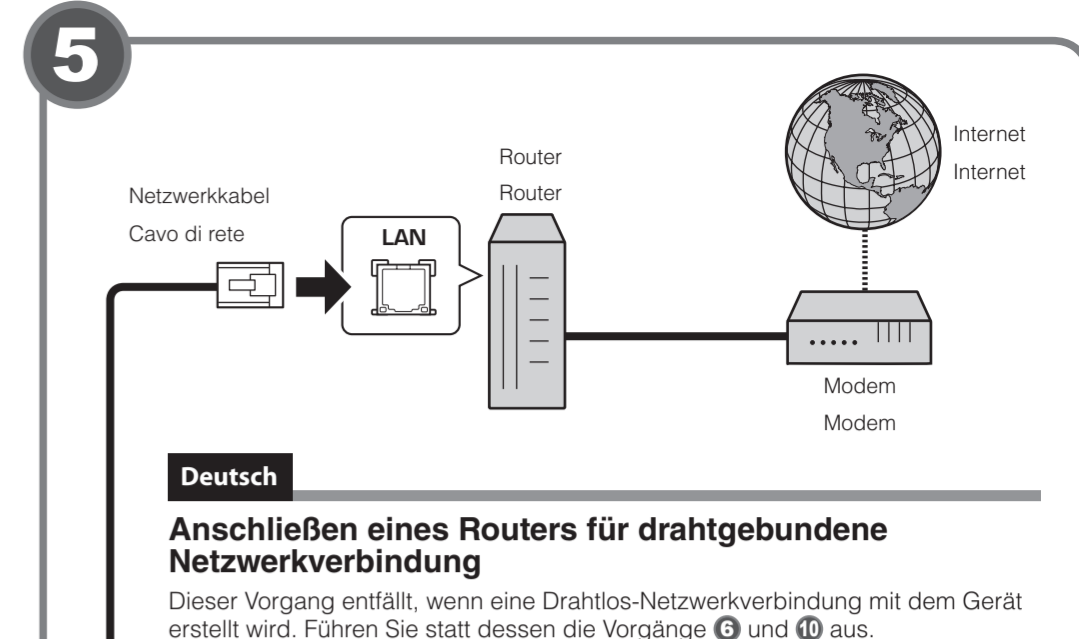 5
Internet
Internet
Router
Router
Netzwerkkabel
Cavo di rete
LAN
Modem
Modem
Deutsch
Anschließen eines Routers für drahtgebundene
Netzwerkverbindung
Dieser Vorgang entfällt, wenn eine Drahtlos-Netzwerkverbindung mit dem Gerät
erstellt wird. Führen Sie statt dessen die Vorgänge 6 und 10 aus.